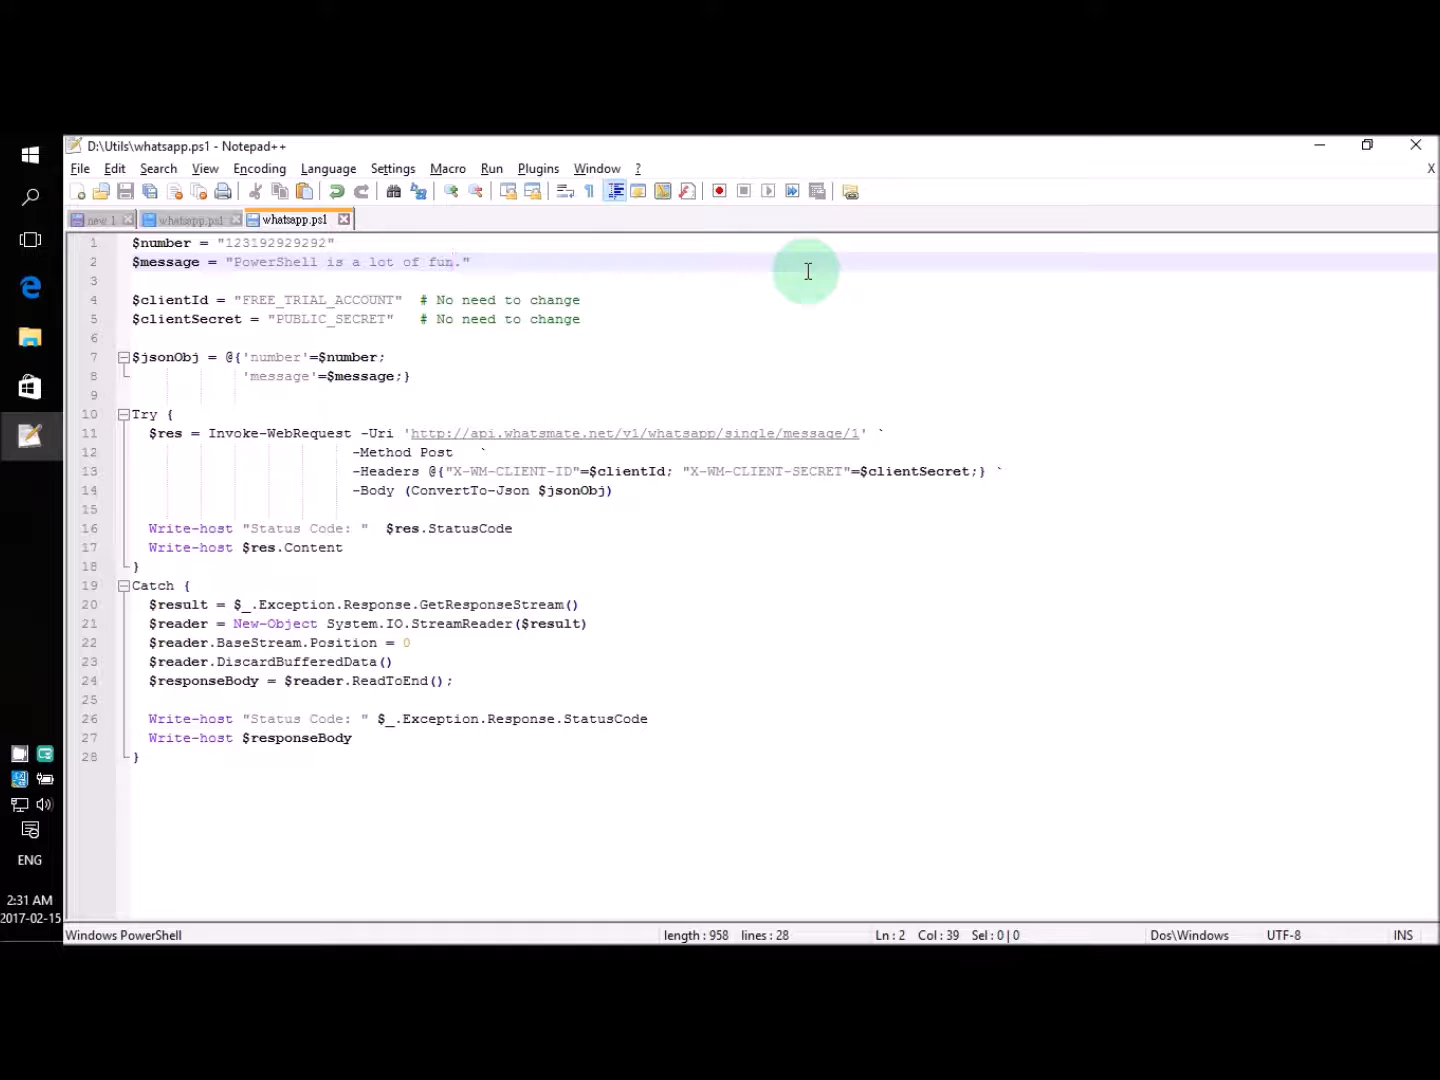 D:\Utils\whatsapp.ps1 - Notepad++
File Edit Search View Encoding Language Settings Macro Run Plugins Window ? X
new 1 whatsapp.ps1 whatsapp.ps1
1 $number = "123192929292"
2 $message = "PowerShell is a lot of fun."
3
4 $clientId = "FREE_TRIAL_ACCOUNT" # No need to change
5 $clientSecret = "PUBLIC_SECRET" # No need to change
6
7 $jsonObj = @{'number'=$number;
8 'message'=$message;}
9
10 Try {
11 $res = Invoke-WebRequest -Uri 'http://api.whatsmate.net/v1/whatsapp/single/message/1' `
12 -Method Post `
13 -Headers @{"X-WM-CLIENT-ID"=$clientId; "X-WM-CLIENT-SECRET"=$clientSecret;} `
14 -Body (ConvertTo-Json $jsonObj)
15
16 Write-host "Status Code: " $res.StatusCode
17 Write-host $res.Content
18 }
19 Catch {
20 $result = $_.Exception.Response.GetResponseStream()
21 $reader = New-Object System.IO.StreamReader($result)
22 $reader.BaseStream.Position = 0
23 $reader.DiscardBufferedData()
24 $responseBody = $reader.ReadToEnd();
25
26 Write-host "Status Code: " $_.Exception.Response.StatusCode
27 Write-host $responseBody
28 }
ENG
2:31 AM
2017-02-15
Windows PowerShell length : 958 lines : 28 Ln : 2 Col : 39 Sel : 0 | 0 Dos\Windows UTF-8 INS